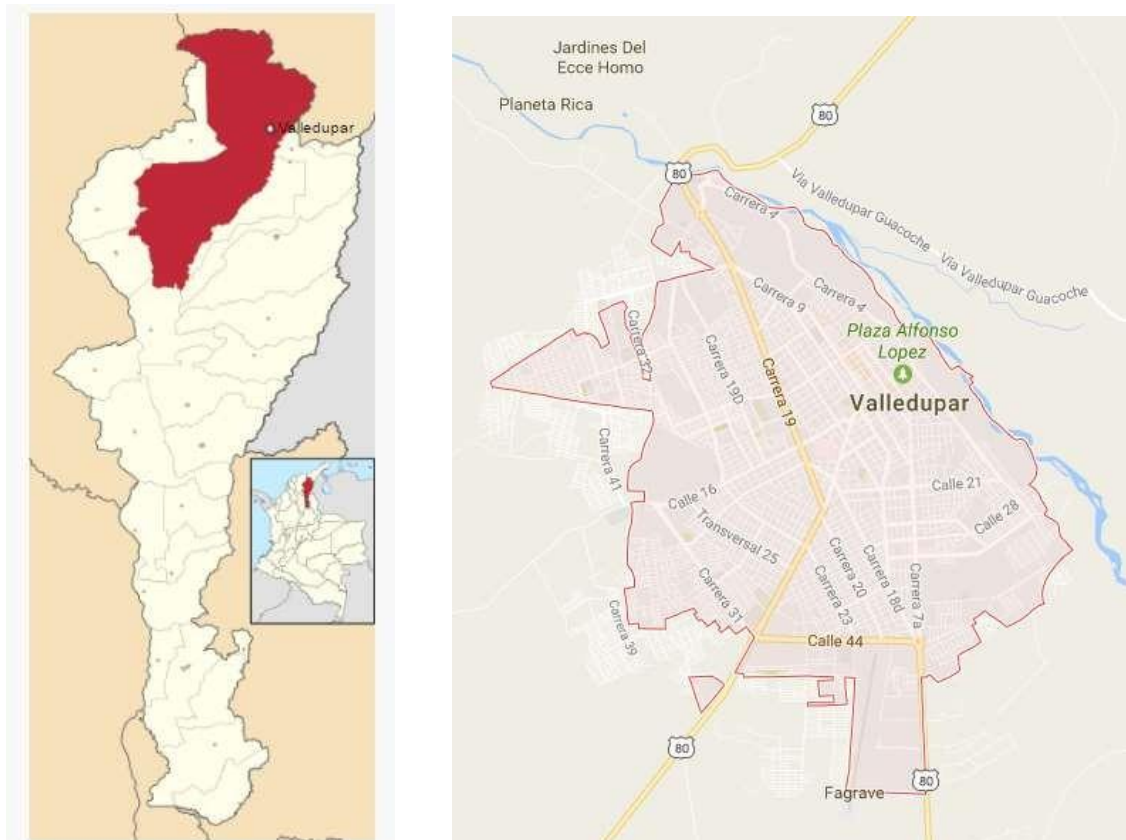 Valledupar
Jardines Del
Ecce Homo
Planeta Rica
80
80
Carrera 4
Vía Valledupar Guacoche
Vía Valledupar Guacoche
Carrera 9
Carrera 4
Plaza Alfonso
Lopez
Carrera 32
Carrera 19D
Carrera 19
Valledupar
Carrera 41
Calle 16
Calle 21
Calle 28
Transversal 25
Carrera 20
Carrera 18d
Carrera 7a
Carrera 31
Carrera 23
Carrera 39
Calle 44
80
80
Fagrave